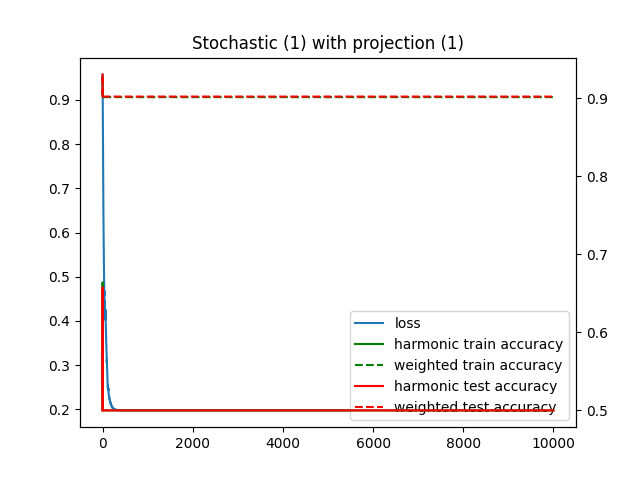 Stochastic (1) with projection (1)
0.9
0.8
0.7
0.6
0.5
0.4
0.3
0.2
0.9
0.8
0.7
0.6
0.5
loss
harmonic train accuracy
weighted train accuracy
harmonic test accuracy
weighted test accuracy
0 2000 4000 6000 8000 10000